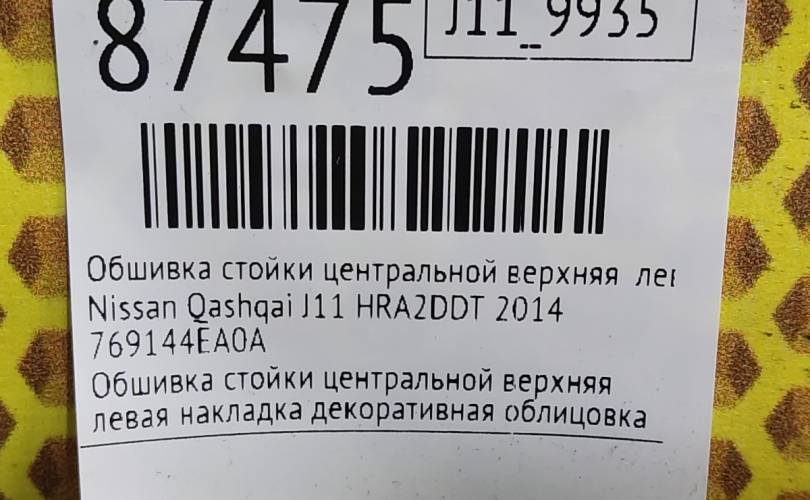 87475
J11_9935
Обшивка стойки центральной верхняя лев
Nissan Qashqai J11 HRA2DDT 2014
769144EA0A
Обшивка стойки центральной верхняя
левая накладка декоративная облицовка